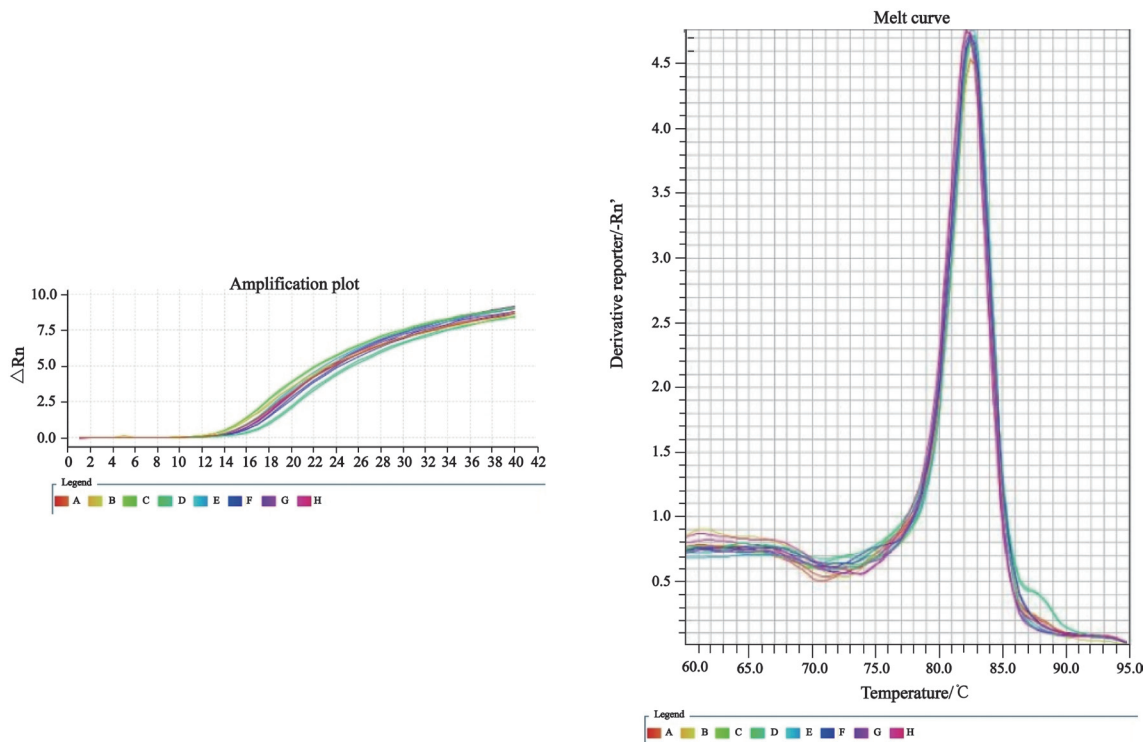 Amplification plot
△Rn
10.0
7.5
5.0
2.5
0.0
0 2 4 6 8 10 12 14 16 18 20 22 24 26 28 30 32 34 36 38 40 42
Legend
A B C D E F G H
Melt curve
Derivative reporter/-Rn’
4.5
4.0
3.5
3.0
2.5
2.0
1.5
1.0
0.5
60.0 65.0 70.0 75.0 80.0 85.0 90.0 95.0
Temperature/℃
Legend
A B C D E F G H